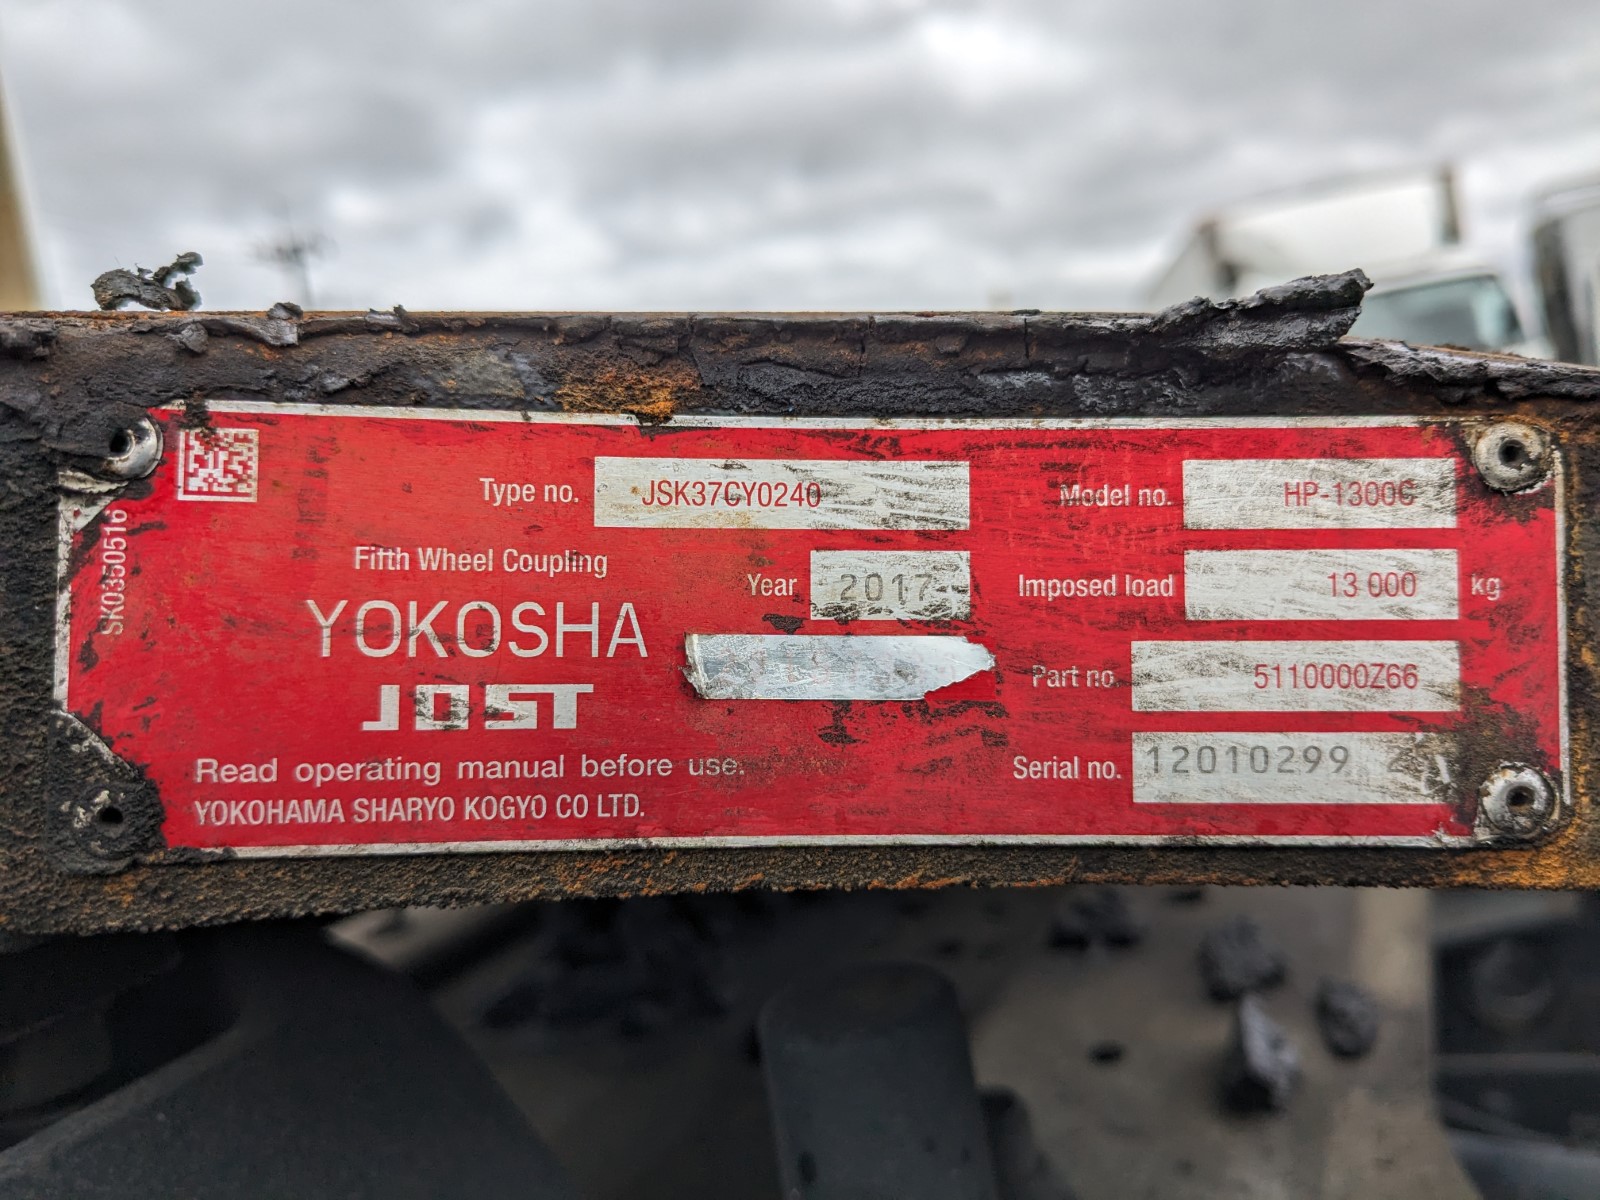 SK0350516
Type no. JSK37CY0240
Fifth Wheel Coupling
YOKOSHA
JOST
Read operating manual before use.
YOKOHAMA SHARYO KOGYO CO LTD.
Year 2017
Model no. HP-1300C
Imposed load 13 000 kg
Part no. 5110000Z66
Serial no. 12010299